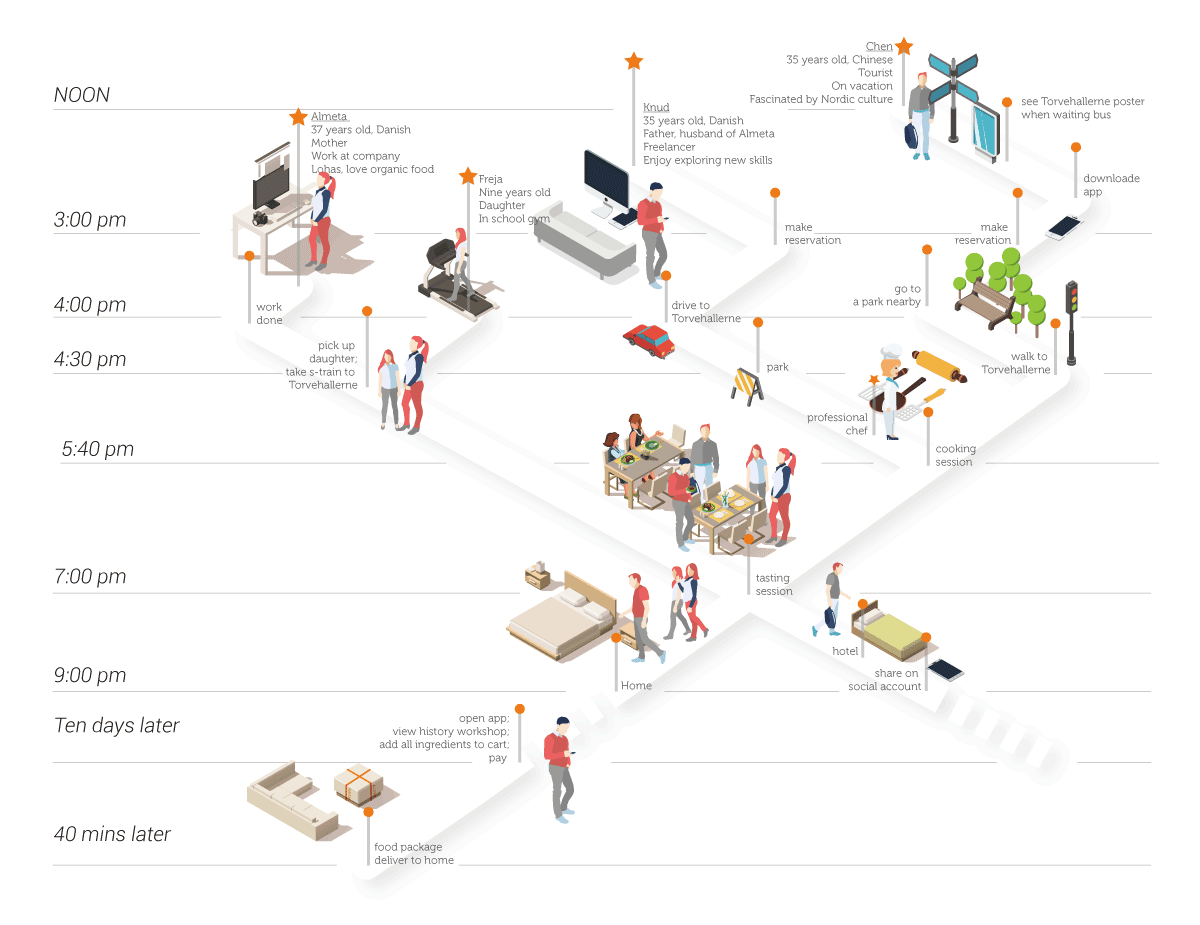 NOON
Almeta
37 years old, Danish
Mother
Work at company
Lohas, love organic food
Freja
Nine years old
Daughter
In school gym
Knud
35 years old, Danish
Father, husband of Almeta
Freelancer
Enjoy exploring new skills
Chen
35 years old, Chinese
Tourist
On vacation
Fascinated by Nordic culture
see Torvehallerne poster
when waiting bus
downloade
app
3:00 pm
make
reservation
make
reservation
4:00 pm
work
done
drive to
Torvehallerne
go to
a park nearby
4:30 pm
pick up
daughter;
take s-train to
Torvehallerne
park
walk to
Torvehallerne
5:40 pm
professional
chef
cooking
session
7:00 pm
tasting
session
9:00 pm
Home
hotel
share on
social account
Ten days later
open app;
view history workshop;
add all ingredients to cart;
pay
40 mins later
food package
deliver to home